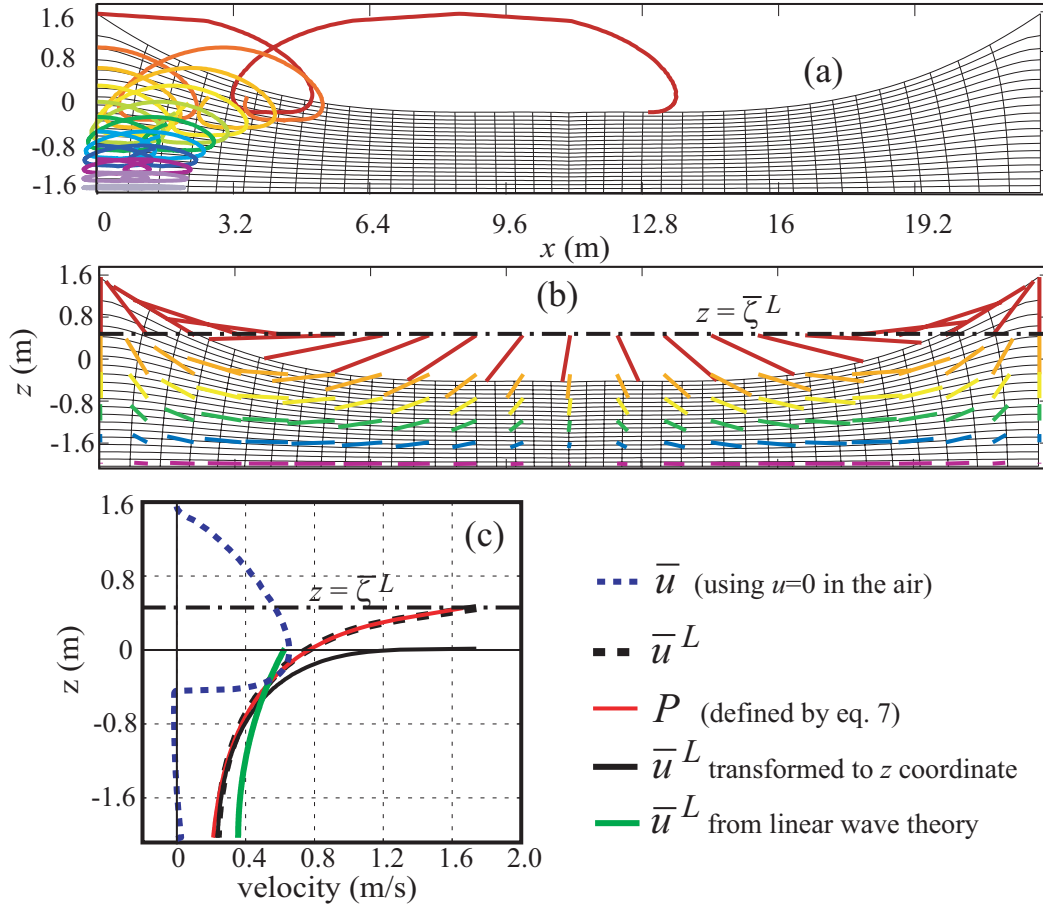 1.6
0.8
0
-0.8
-1.6
(a)
0 3.2 6.4 9.6 12.8 16 19.2
x (m)
1.6
0.8
0
-0.8
-1.6
z (m)
(b)
z = ζ̅ L
1.6
0.8
0
-0.8
-1.6
z (m)
(c)
z = ζ̅ L
0 0.4 0.8 1.2 1.6 2.0
velocity (m/s)
u̅ (using u=0 in the air)
u̅ L
P (defined by eq. 7)
u̅ L transformed to z coordinate
u̅ L from linear wave theory